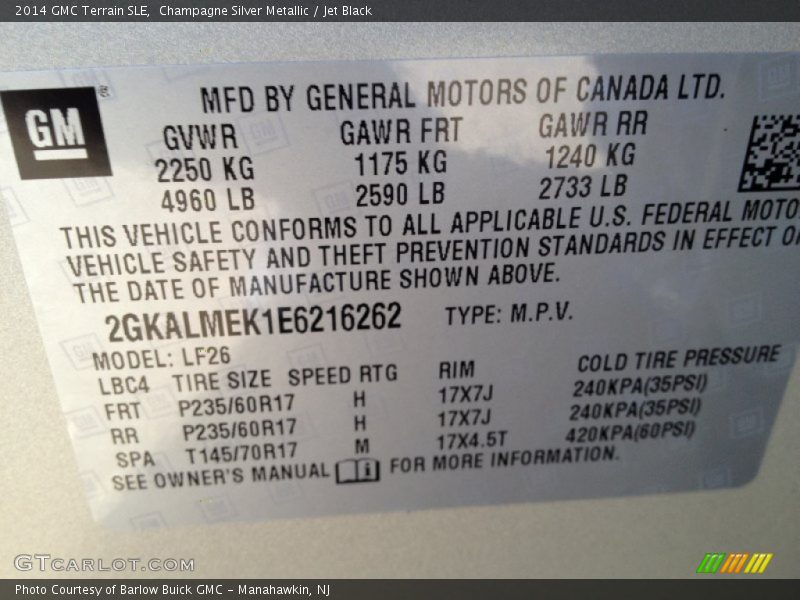 2014 GMC Terrain SLE,  Champagne Silver Metallic / Jet Black
GM ®
MFD BY GENERAL MOTORS OF CANADA LTD.
GVWR GAWR FRT GAWR RR
2250 KG 1175 KG 1240 KG
4960 LB 2590 LB 2733 LB
THIS VEHICLE CONFORMS TO ALL APPLICABLE U.S. FEDERAL MOTO
VEHICLE SAFETY AND THEFT PREVENTION STANDARDS IN EFFECT O
THE DATE OF MANUFACTURE SHOWN ABOVE.
2GKALMEK1E6216262 TYPE: M.P.V.
MODEL: LF26
LBC4 TIRE SIZE SPEED RTG RIM COLD TIRE PRESSURE
FRT P235/60R17 H 17X7J 240KPA(35PSI)
RR P235/60R17 H 17X7J 240KPA(35PSI)
SPA T145/70R17 M 17X4.5T 420KPA(60PSI)
SEE OWNER'S MANUAL FOR MORE INFORMATION.
GTCARLOT.COM
Photo Courtesy of Barlow Buick GMC - Manahawkin, NJ